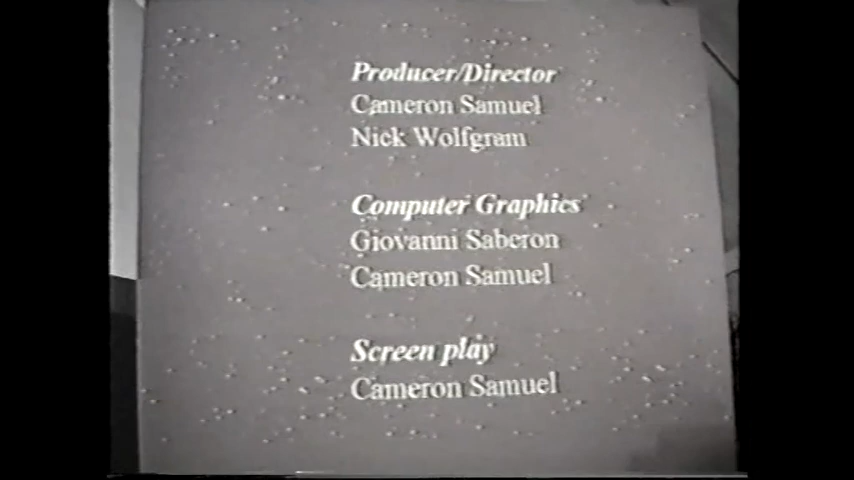 Producer/Director
Cameron Samuel
Nick Wolfgram
Computer Graphics
Giovanni Saberon
Cameron Samuel
Screen play
Cameron Samuel